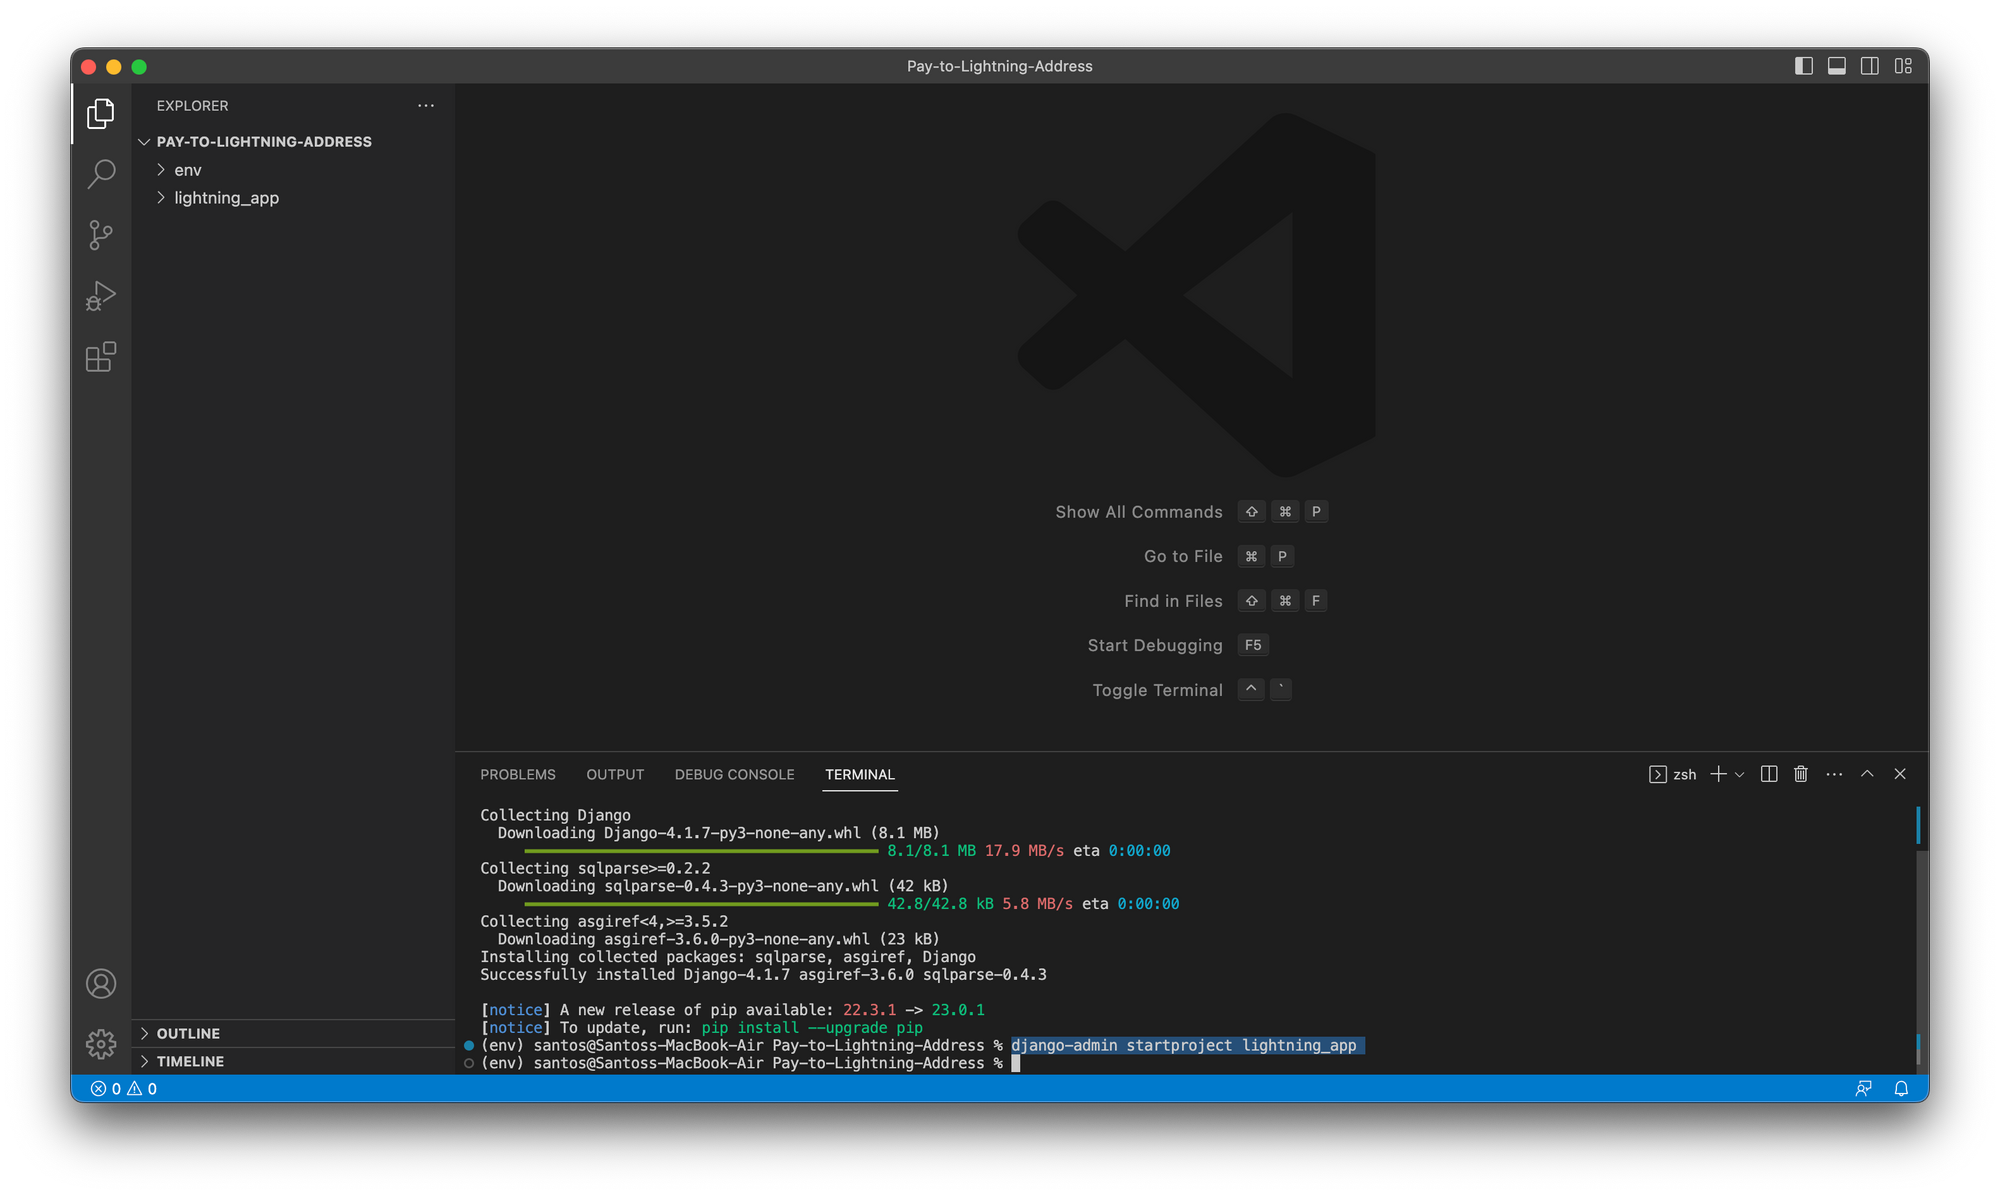 Pay-to-Lightning-Address
EXPLORER
PAY-TO-LIGHTNING-ADDRESS
env
lightning_app
OUTLINE
TIMELINE
Show All Commands ⇧ ⌘ P
Go to File ⌘ P
Find in Files ⇧ ⌘ F
Start Debugging F5
Toggle Terminal ^ `
PROBLEMS OUTPUT DEBUG CONSOLE TERMINAL zsh
Collecting Django
Downloading Django-4.1.7-py3-none-any.whl (8.1 MB)
8.1/8.1 MB 17.9 MB/s eta 0:00:00
Collecting sqlparse>=0.2.2
Downloading sqlparse-0.4.3-py3-none-any.whl (42 kB)
42.8/42.8 kB 5.8 MB/s eta 0:00:00
Collecting asgiref<4,>=3.5.2
Downloading asgiref-3.6.0-py3-none-any.whl (23 kB)
Installing collected packages: sqlparse, asgiref, Django
Successfully installed Django-4.1.7 asgiref-3.6.0 sqlparse-0.4.3
[notice] A new release of pip available: 22.3.1 -> 23.0.1
[notice] To update, run: pip install --upgrade pip
(env) santos@Santoss-MacBook-Air Pay-to-Lightning-Address % django-admin startproject lightning_app
(env) santos@Santoss-MacBook-Air Pay-to-Lightning-Address %
0 0